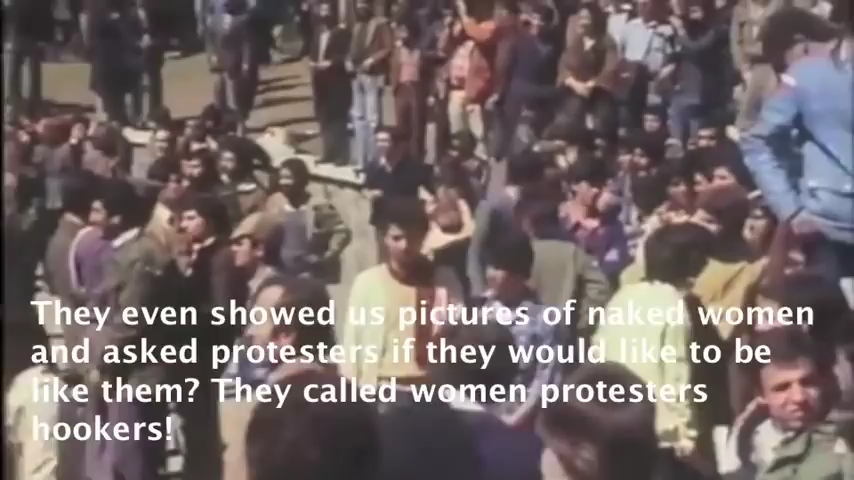 They even showed us pictures of naked women
and asked protesters if they would like to be
like them? They called women protesters
hookers!